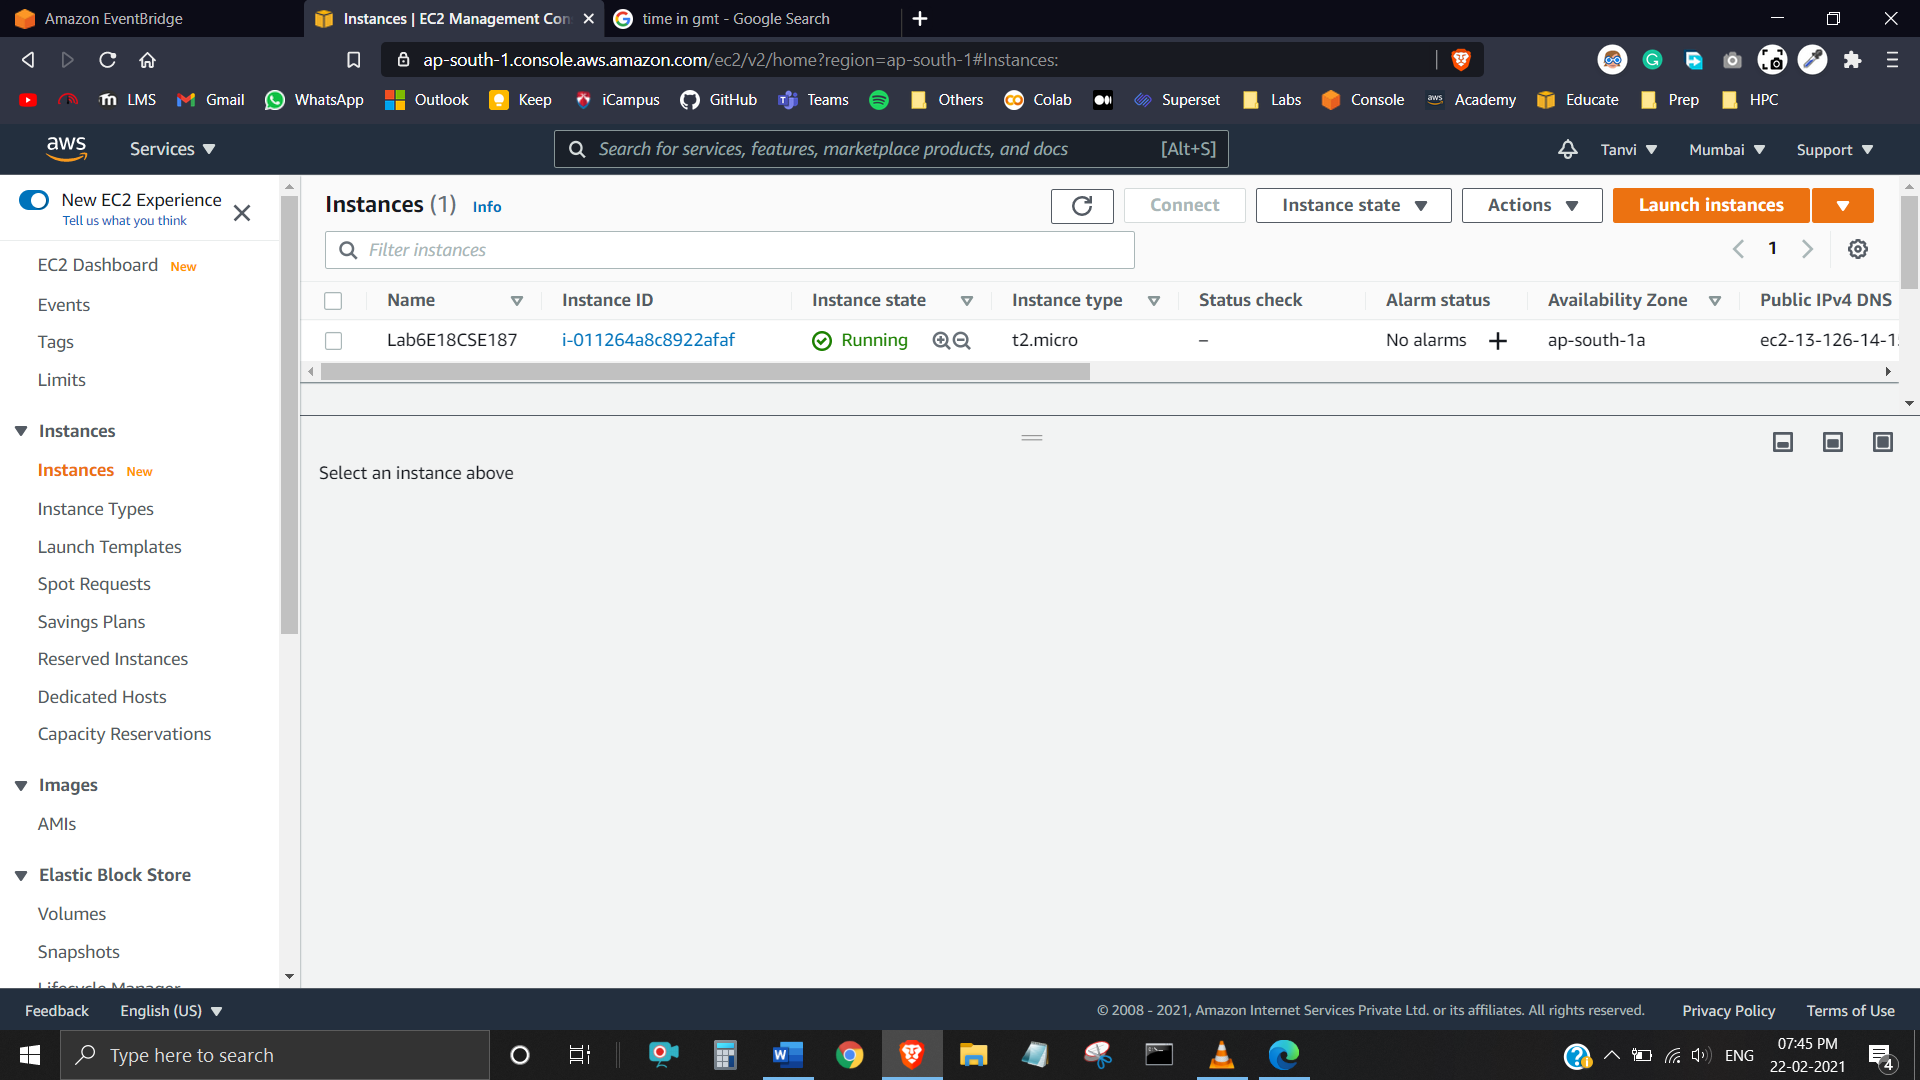 Amazon EventBridge
Instances | EC2 Management Con
time in gmt - Google Search
ap-south-1.console.aws.amazon.com/ec2/v2/home?region=ap-south-1#Instances:
LMS
Gmail
WhatsApp
Outlook
Keep
iCampus
GitHub
Teams
Others
Colab
Superset
Labs
Console
aws
Academy
Educate
Prep
HPC
aws
Services
Search for services, features, marketplace products, and docs
[Alt+S]
Tanvi
Mumbai
Support
New EC2 Experience
Tell us what you think
EC2 Dashboard New
Events
Tags
Limits
Instances
Instances New
Instance Types
Launch Templates
Spot Requests
Savings Plans
Reserved Instances
Dedicated Hosts
Capacity Reservations
Images
AMIs
Elastic Block Store
Volumes
Snapshots
Lifecycle Manager
Instances (1) Info
Connect
Instance state
Actions
Launch instances
Filter instances
1
Name
Instance ID
Instance state
Instance type
Status check
Alarm status
Availability Zone
Public IPv4 DNS
Lab6E18CSE187
i-011264a8c8922afaf
Running
t2.micro
–
No alarms
ap-south-1a
ec2-13-126-14-15
Select an instance above
Feedback
English (US)
© 2008 - 2021, Amazon Internet Services Private Ltd. or its affiliates. All rights reserved.
Privacy Policy
Terms of Use
Type here to search
ENG
07:45 PM
22-02-2021
4